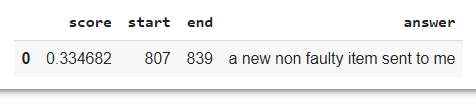 score start end answer
0 0.334682 807 839 a new non faulty item sent to me